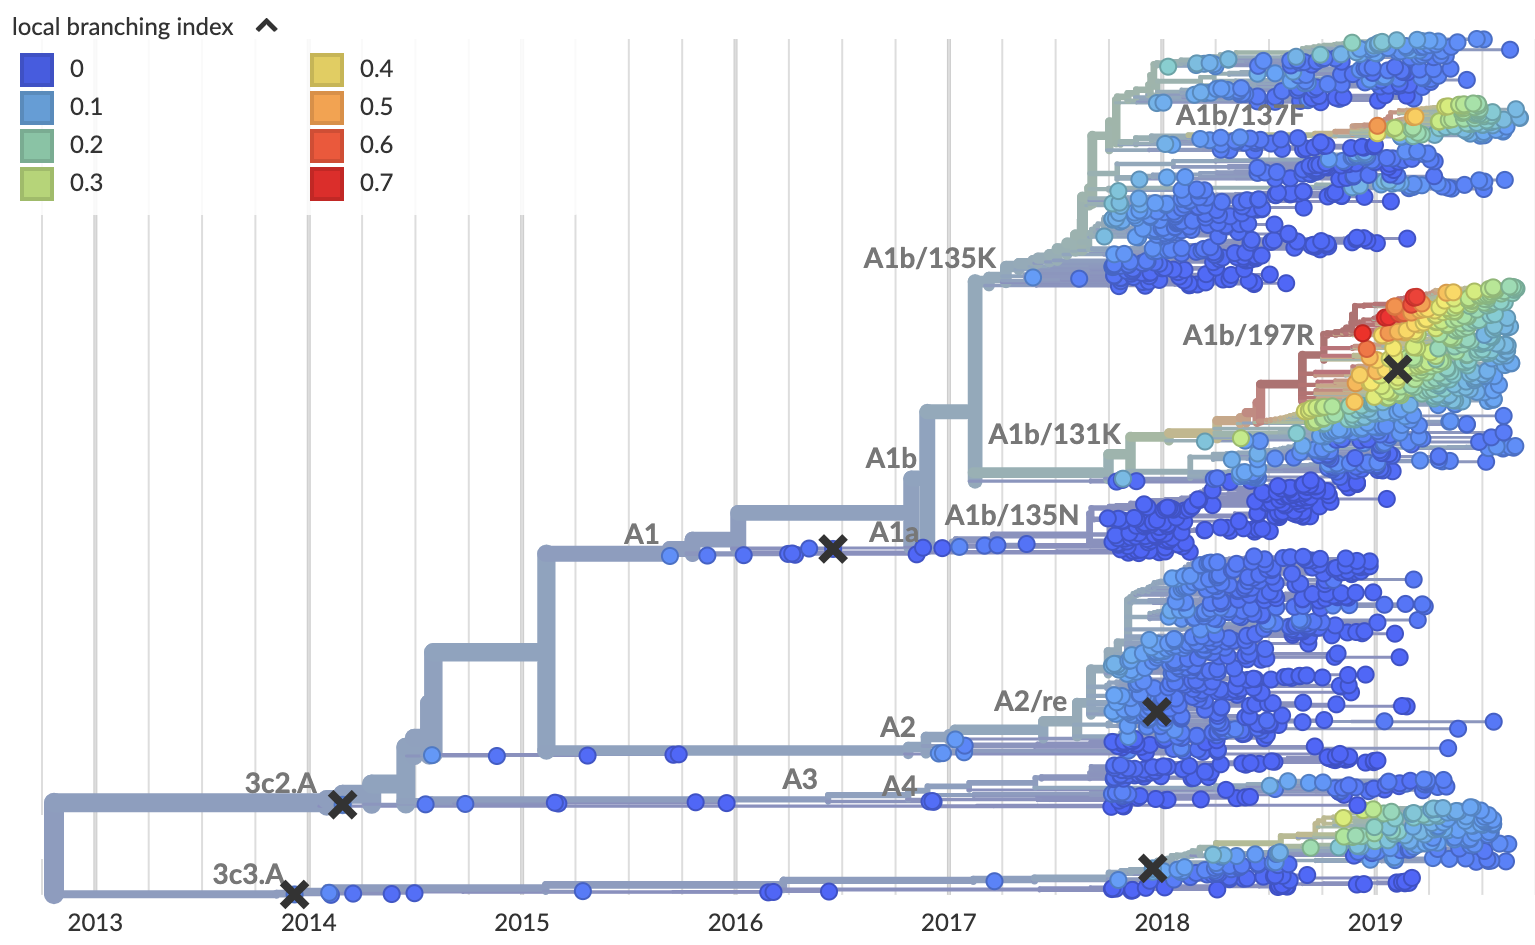 local branching index
0 0.4
0.1 0.5
0.2 0.6
0.3 0.7
A1b/137F
A1b/135K
A1b/197R
A1b/131K
A1b
A1b/135N
A1 A1a
A2/re
A2
A3 A4
3c2.A
3c3.A
2013 2014 2015 2016 2017 2018 2019